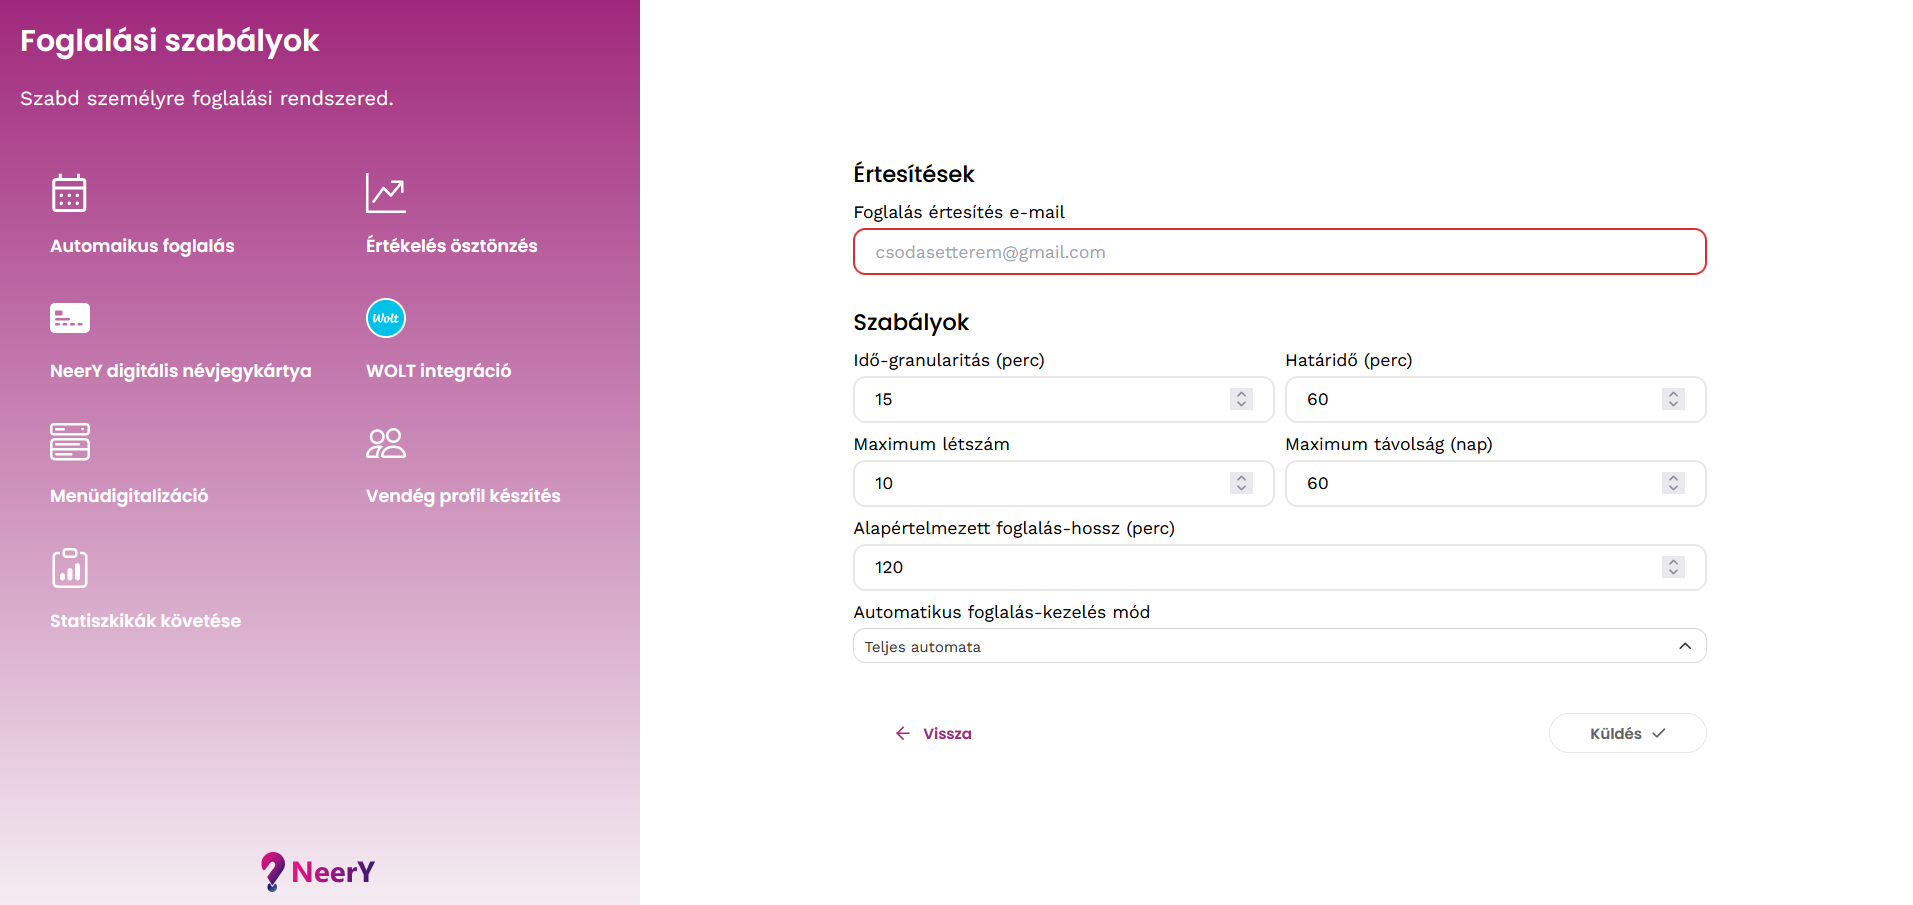 Foglalási szabályok
Szabd személyre foglalási rendszered.
Automaikus foglalás
Értékelés ösztönzés
NeerY digitális névjegykártya
Wolt
WOLT integráció
Menüdigitalizáció
Vendég profil készítés
Statiszkikák követése
NeerY
Értesítések
Foglalás értesítés e-mail
csodasetterem@gmail.com
Szabályok
Idő-granularitás (perc)
Határidő (perc)
15
60
Maximum létszám
Maximum távolság (nap)
10
60
Alapértelmezett foglalás-hossz (perc)
120
Automatikus foglalás-kezelés mód
Teljes automata
Vissza
Küldés